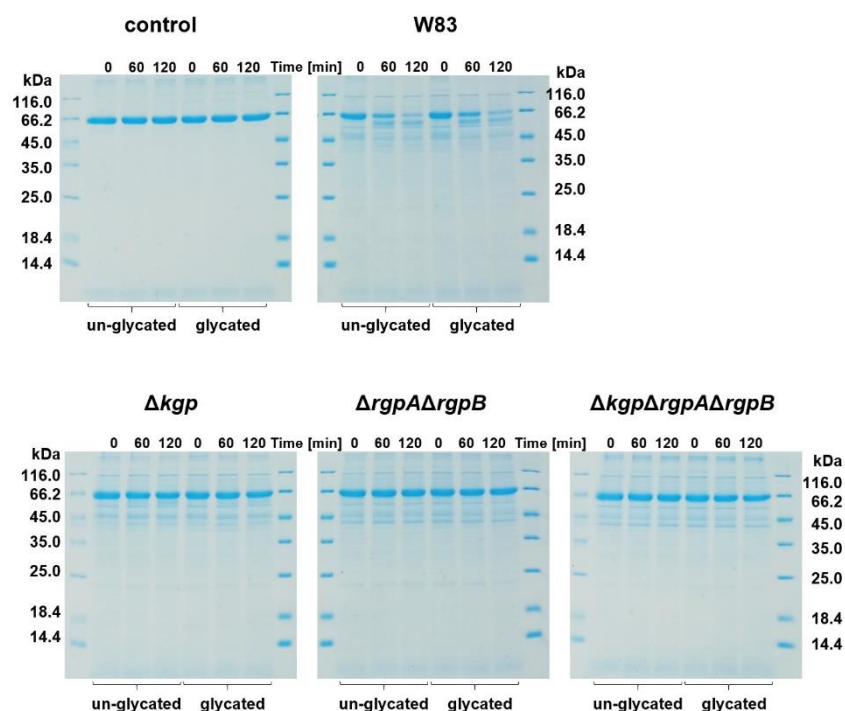 control W83
0 60 120 0 60 120 Time [min] 0 60 120 0 60 120
kDa kDa
116.0 116.0
66.2 66.2
45.0 45.0
35.0 35.0
25.0 25.0
18.4 18.4
14.4 14.4
un-glycated glycated un-glycated glycated
Δkgp ΔrgpAΔrgpB ΔkgpΔrgpAΔrgpB
0 60 120 0 60 120 Time [min] 0 60 120 0 60 120 Time [min] 0 60 120 0 60 120
kDa kDa
116.0 116.0
66.2 66.2
45.0 45.0
35.0 35.0
25.0 25.0
18.4 18.4
14.4 14.4
un-glycated glycated un-glycated glycated un-glycated glycated